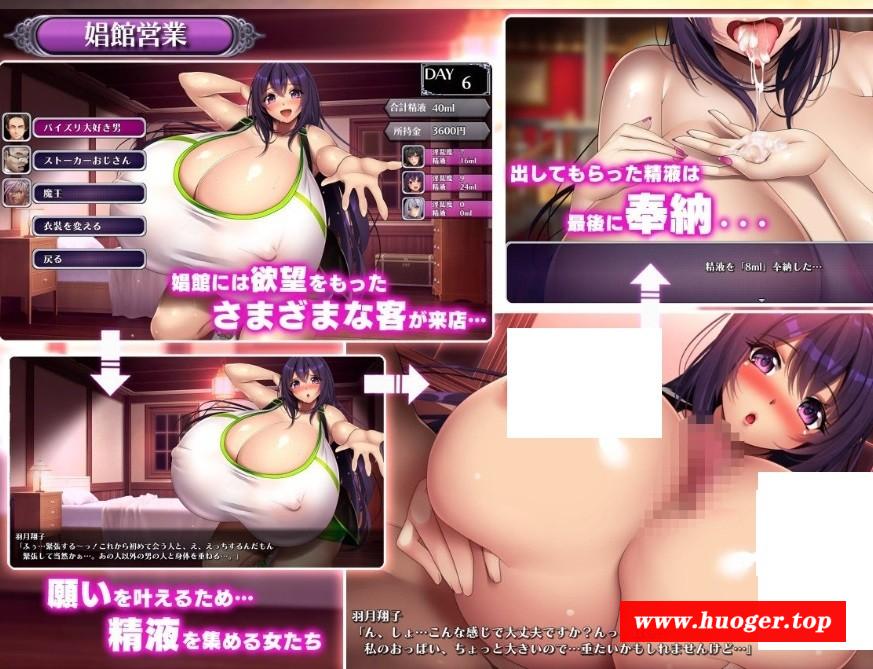 娼館営業
DAY 6
合計精液 40ml
所持金 3600円
パイズリ大好き男
ストーカーおじさん
魔王
衣装を変える
戻る
淫乱度 7
精液 16ml
淫乱度 9
精液 24ml
淫乱度 0
精液 0ml
娼館には欲望をもった
さまざまな客が来店…
出してもらった精液は
最後に奉納...
精液を「8ml」奉納した…
羽月翔子
「ふぅ…緊張する～っ！これから初めて会う人と、え、えっちするんだもん
緊張して当然かぁ…。あの人以外の男の人と身体を重ねる…。」
願いを叶えるため…
精液を集める女たち
羽月翔子
「ん、しょ…こんな感じで大丈夫ですか？んっ
私のおっぱい、ちょっと大きいので…重たいかもしれませんけど…」
www.huoger.top